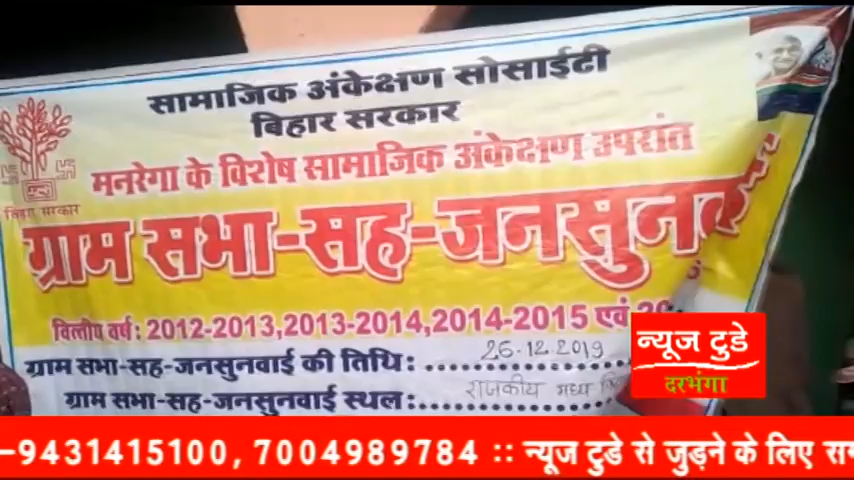 सामाजिक अंकेक्षण सोसाईटी
बिहार सरकार
मनरेगा के विशेष सामाजिक अंकेक्षण उपरांत
बिहार सरकार
ग्राम सभा-सह-जनसुनवाई
वित्तीय वर्ष: 2012-2013,2013-2014,2014-2015 एवं
ग्राम सभा-सह-जनसुनवाई की तिथि: 26.12.2019
ग्राम सभा-सह-जनसुनवाई स्थल: राजकीय मध्य
न्यूज टुडे
दरभंगा
-9431415100, 7004989784 :: न्यूज टुडे से जुड़ने के लिए